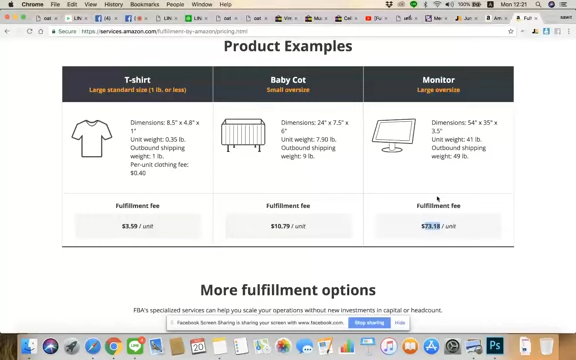 Chrome File Edit View History Bookmarks People Window Help
100% Mon 12:21
Secure https://services.amazon.com/fulfillment-by-amazon/pricing.html
Product Examples
T-shirt
Large standard size (1 lb. or less)
Dimensions: 8.5" x 4.8" x
1"
Unit weight: 0.35 lb.
Outbound shipping
weight: 1 lb.
Per-unit clothing fee:
$0.40
Fulfillment fee
$3.59 / unit
Baby Cot
Small oversize
Dimensions: 24" x 7.5" x
6"
Unit weight: 7.90 lb.
Outbound shipping
weight: 9 lb.
Fulfillment fee
$10.79 / unit
Monitor
Large oversize
Dimensions: 54" x 35" x
3.5"
Unit weight: 41 lb.
Outbound shipping
weight: 49 lb.
Fulfillment fee
$73.18 / unit
More fulfillment options
FBA's specialized services can help you scale your operations without new investments in capital or headcount.
Facebook Screen Sharing is sharing your screen with www.facebook.com.
Stop sharing
Hide
20
Ps